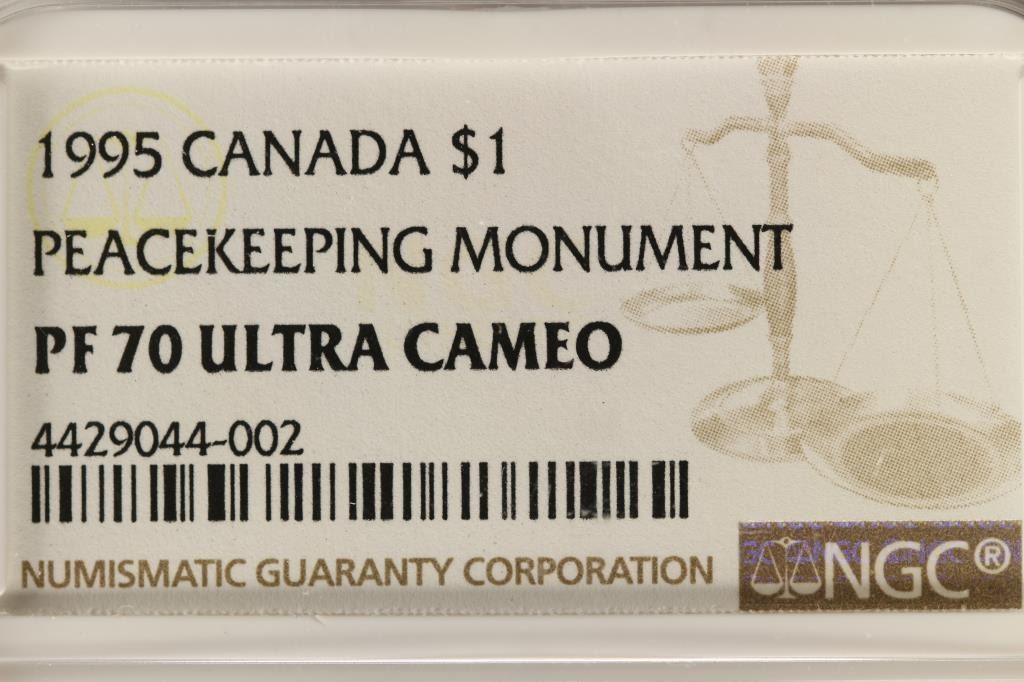 1995 CANADA $1
PEACEKEEPING MONUMENT
PF 70 ULTRA CAMEO
4429044-002
NUMISMATIC GUARANTY CORPORATION
NGC®